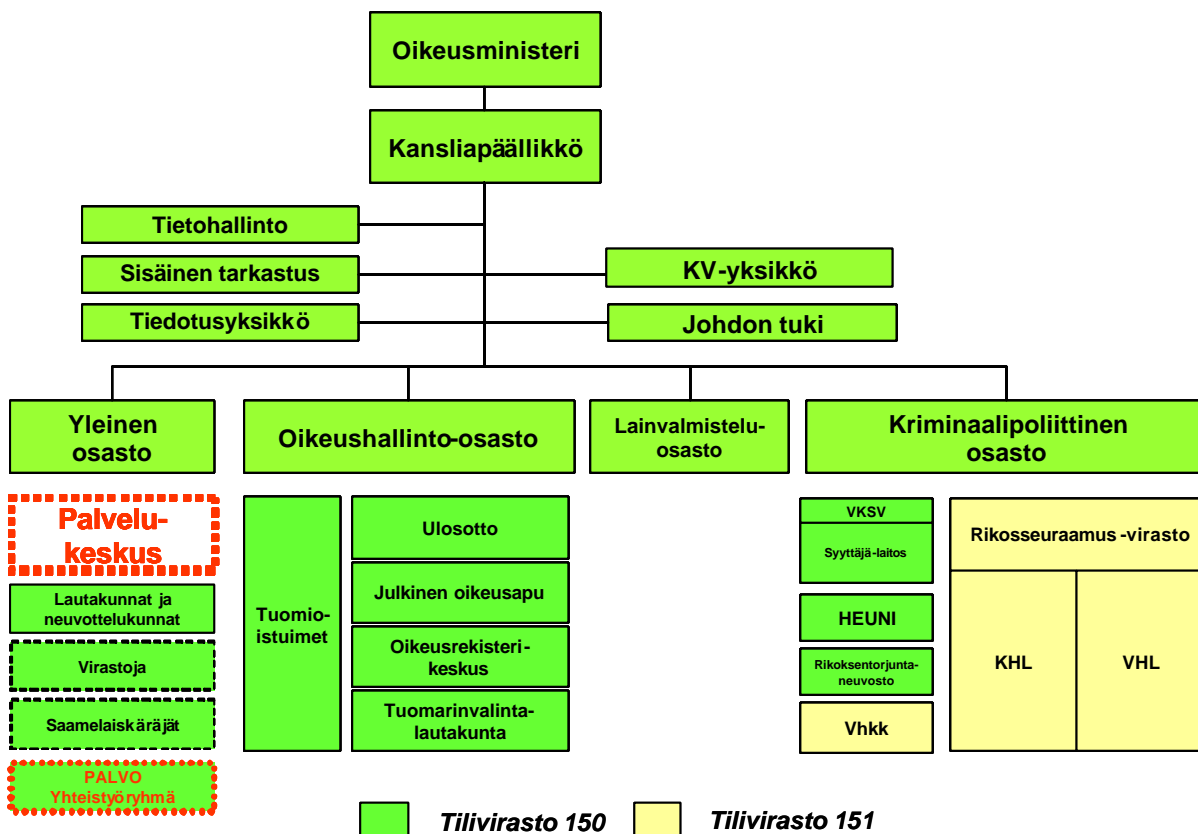 Oikeusministeri
Kansliapäällikkö
Tietohallinto
Sisäinen tarkastus
KV-yksikkö
Tiedotusyksikkö
Johdon tuki
Yleinen
osasto
Oikeushallinto-osasto
Lainvalmistelu-
osasto
Kriminaalipoliittinen
osasto
Palvelu-
keskus
Lautakunnat ja
neuvottelukunnat
Virastoja
Saamelaiskäräjät
PALVO
Yhteistyöryhmä
Tuomio-
istuimet
Ulosotto
Julkinen oikeusapu
Oikeusrekisteri-
keskus
Tuomarinvalinta-
lautakunta
VKSV
Syyttäjä-laitos
HEUNI
Rikoksentorjunta-
neuvosto
Vhkk
Rikosseuraamus -virasto
KHL
VHL
Tilivirasto 150
Tilivirasto 151